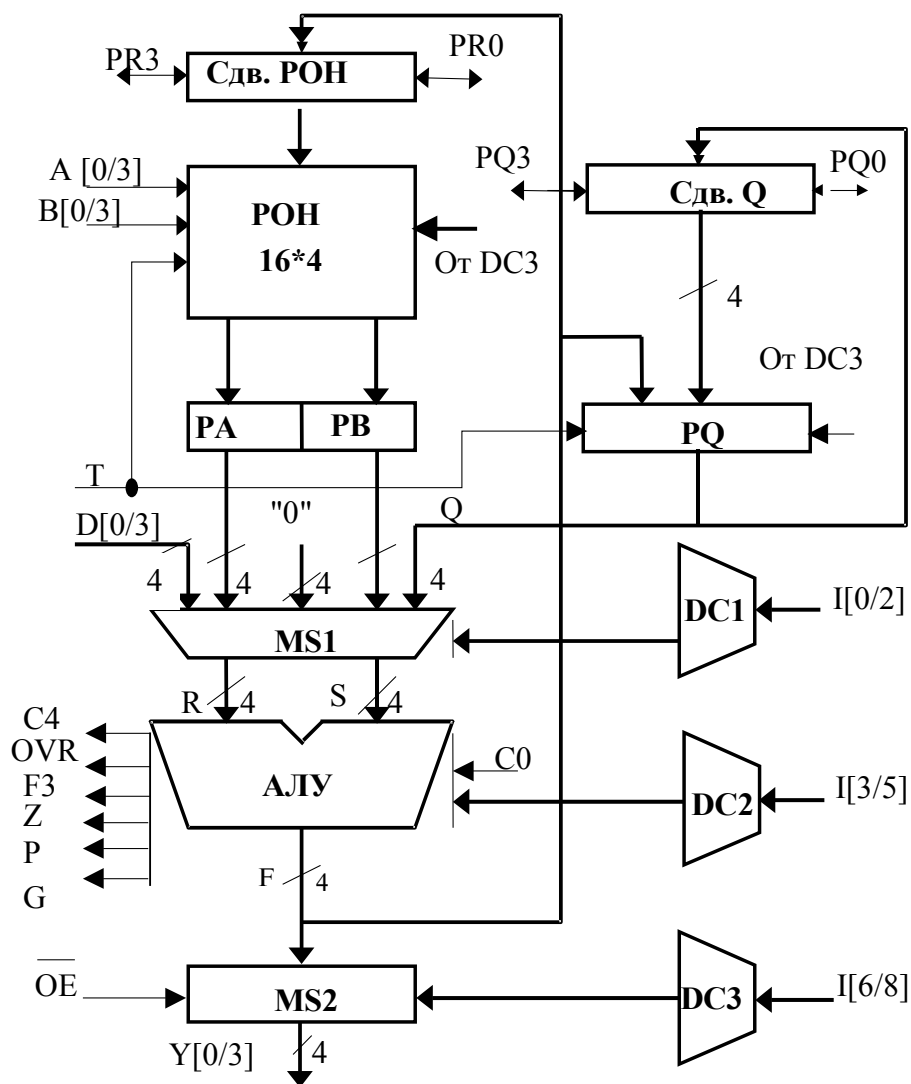 PR3
PR0
Сдв. РОН
A [0/3]
B[0/3]
РОН
16*4
От DC3
PQ3
PQ0
Сдв. Q
4
От DC3
РА
РВ
PQ
T
"0"
Q
D[0/3]
4
4
4
4
MS1
DC1
I[0/2]
R
4
S
4
C4
OVR
F3
Z
P
G
АЛУ
C0
DC2
I[3/5]
F
4
OE
MS2
DC3
I[6/8]
Y[0/3]
4